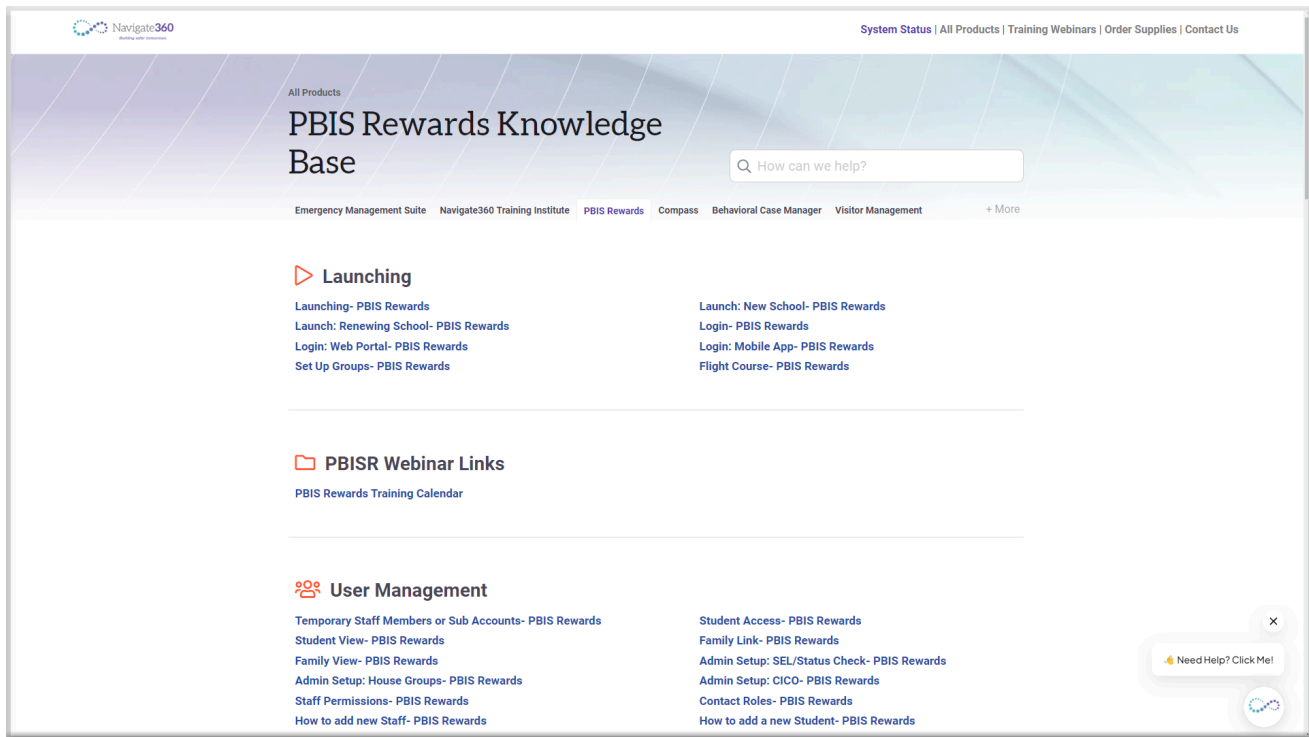 Navigate360
Building safer tomorrows.
System Status | All Products | Training Webinars | Order Supplies | Contact Us
All Products
PBIS Rewards Knowledge
Base
How can we help?
Emergency Management Suite Navigate360 Training Institute PBIS Rewards Compass Behavioral Case Manager Visitor Management + More
Launching
Launching- PBIS Rewards Launch: New School- PBIS Rewards
Launch: Renewing School- PBIS Rewards Login- PBIS Rewards
Login: Web Portal- PBIS Rewards Login: Mobile App- PBIS Rewards
Set Up Groups- PBIS Rewards Flight Course- PBIS Rewards
PBISR Webinar Links
PBIS Rewards Training Calendar
User Management
Temporary Staff Members or Sub Accounts- PBIS Rewards Student Access- PBIS Rewards
Student View- PBIS Rewards Family Link- PBIS Rewards
Family View- PBIS Rewards Admin Setup: SEL/Status Check- PBIS Rewards
Admin Setup: House Groups- PBIS Rewards Admin Setup: CICO- PBIS Rewards
Staff Permissions- PBIS Rewards Contact Roles- PBIS Rewards
How to add new Staff- PBIS Rewards How to add a new Student- PBIS Rewards
👋 Need Help? Click Me!